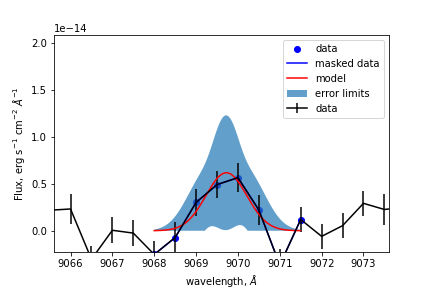 1e−14
2.0
1.5
1.0
0.5
0.0
Flux, erg s⁻¹ cm⁻² Å⁻¹
data
masked data
model
error limits
data
9066 9067 9068 9069 9070 9071 9072 9073
wavelength, Å